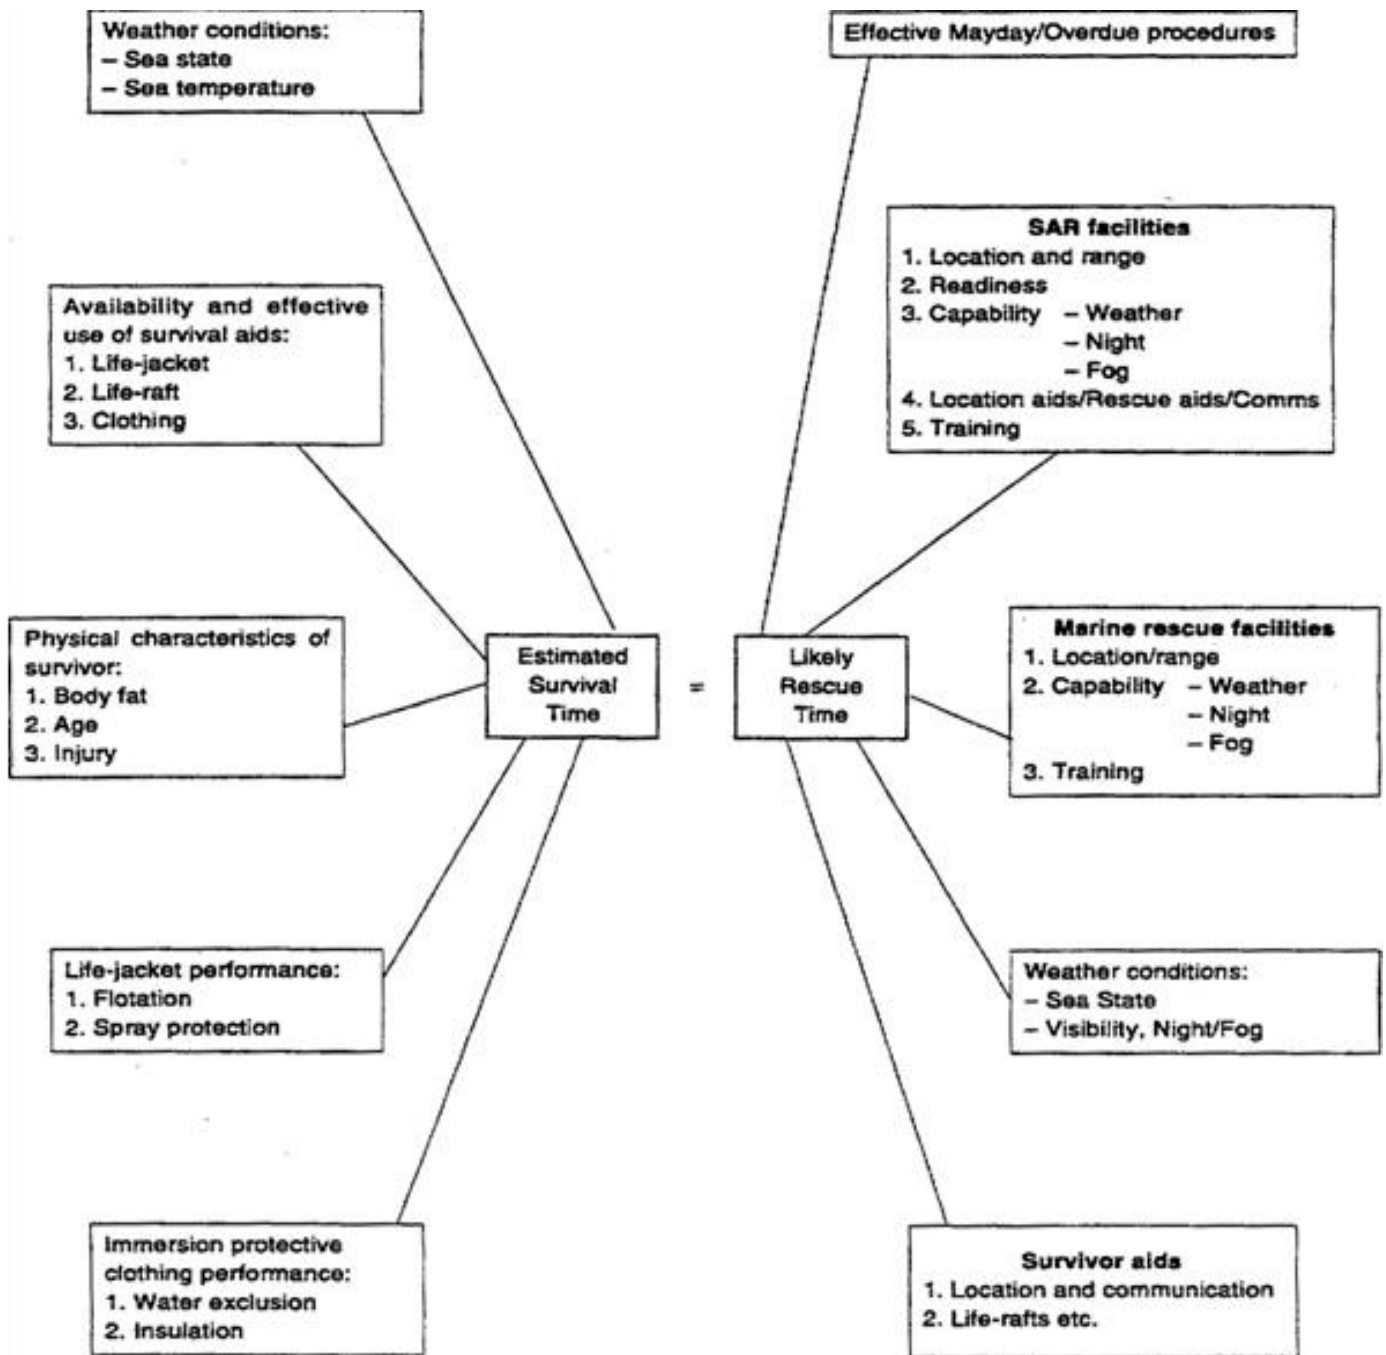 Weather conditions:
– Sea state
– Sea temperature
Effective Mayday/Overdue procedures
SAR facilities
1. Location and range
2. Readiness
3. Capability – Weather
– Night
– Fog
4. Location aids/Rescue aids/Comms
5. Training
Availability and effective
use of survival aids:
1. Life-jacket
2. Life-raft
3. Clothing
Physical characteristics of
survivor:
1. Body fat
2. Age
3. Injury
Estimated
Survival
Time
=
Likely
Rescue
Time
Marine rescue facilities
1. Location/range
2. Capability – Weather
– Night
– Fog
3. Training
Life-jacket performance:
1. Flotation
2. Spray protection
Weather conditions:
– Sea State
– Visibility, Night/Fog
Immersion protective
clothing performance:
1. Water exclusion
2. Insulation
Survivor aids
1. Location and communication
2. Life-rafts etc.